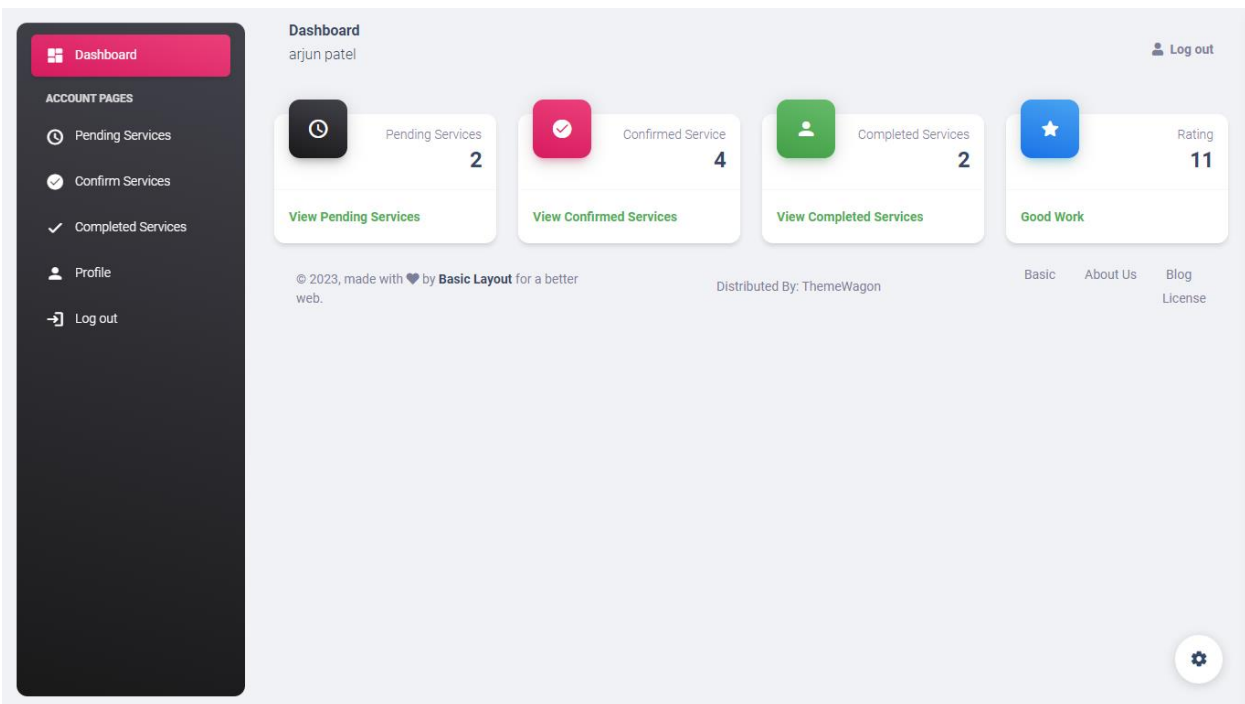 Dashboard
ACCOUNT PAGES
Pending Services
Confirm Services
Completed Services
Profile
Log out
Dashboard
arjun patel
Log out
Pending Services
2
View Pending Services
Confirmed Service
4
View Confirmed Services
Completed Services
2
View Completed Services
Rating
11
Good Work
© 2023, made with ♥ by Basic Layout for a better
web.
Distributed By: ThemeWagon
Basic About Us Blog
License